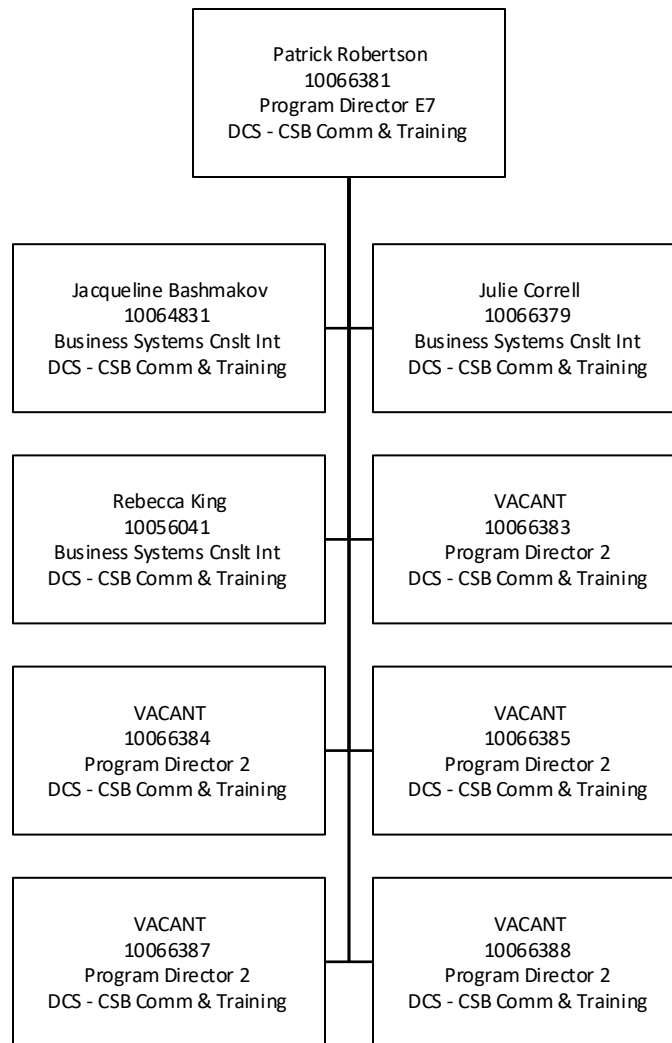 Patrick Robertson
10066381
Program Director E7
DCS - CSB Comm & Training
Jacqueline Bashmakov
10064831
Business Systems Cnslt Int
DCS - CSB Comm & Training
Julie Correll
10066379
Business Systems Cnslt Int
DCS - CSB Comm & Training
Rebecca King
10056041
Business Systems Cnslt Int
DCS - CSB Comm & Training
VACANT
10066383
Program Director 2
DCS - CSB Comm & Training
VACANT
10066384
Program Director 2
DCS - CSB Comm & Training
VACANT
10066385
Program Director 2
DCS - CSB Comm & Training
VACANT
10066387
Program Director 2
DCS - CSB Comm & Training
VACANT
10066388
Program Director 2
DCS - CSB Comm & Training